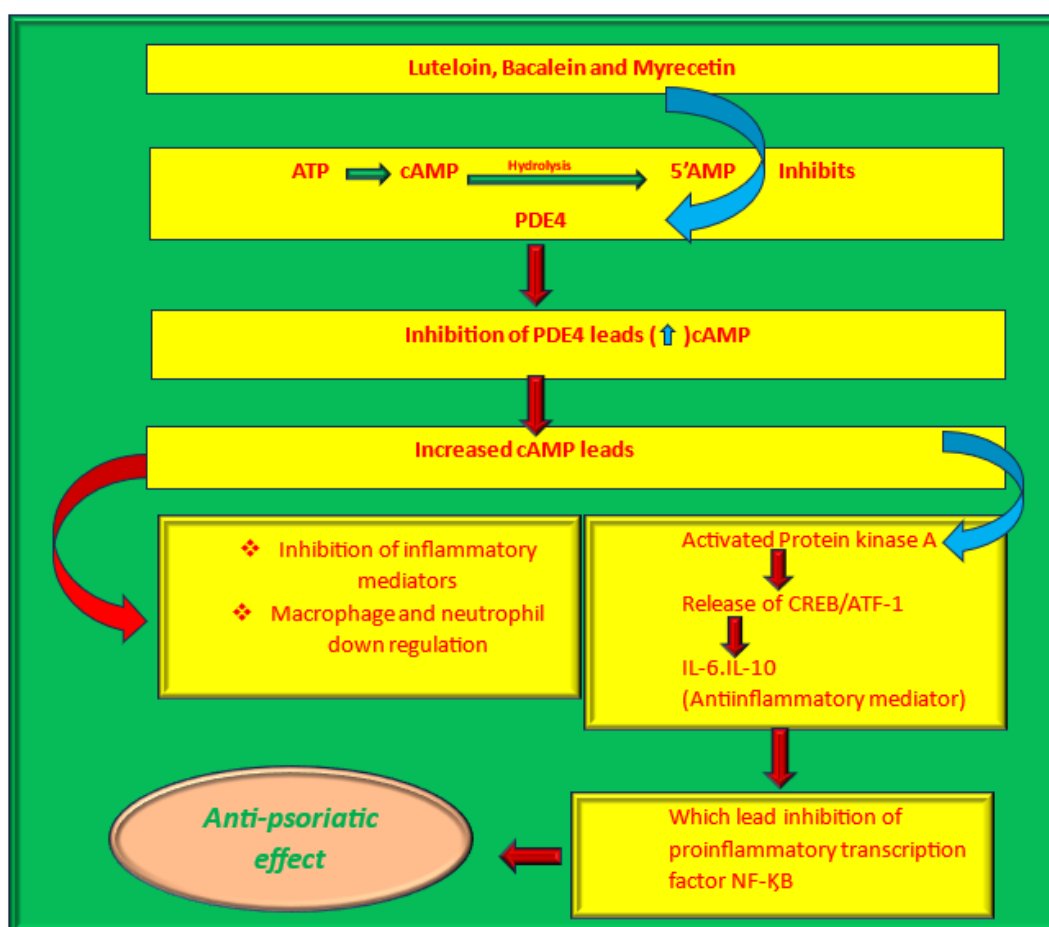 Luteloin, Bacalein and Myrecetin
ATP cAMP Hydrolysis 5'AMP Inhibits
PDE4
Inhibition of PDE4 leads ( )cAMP
Increased cAMP leads
Inhibition of inflammatory
mediators
Macrophage and neutrophil
down regulation
Activated Protein kinase A
Release of CREB/ATF-1
IL-6.IL-10
(Antiinflammatory mediator)
Which lead inhibition of
proinflammatory transcription
factor NF-ĶB
Anti-psoriatic
effect